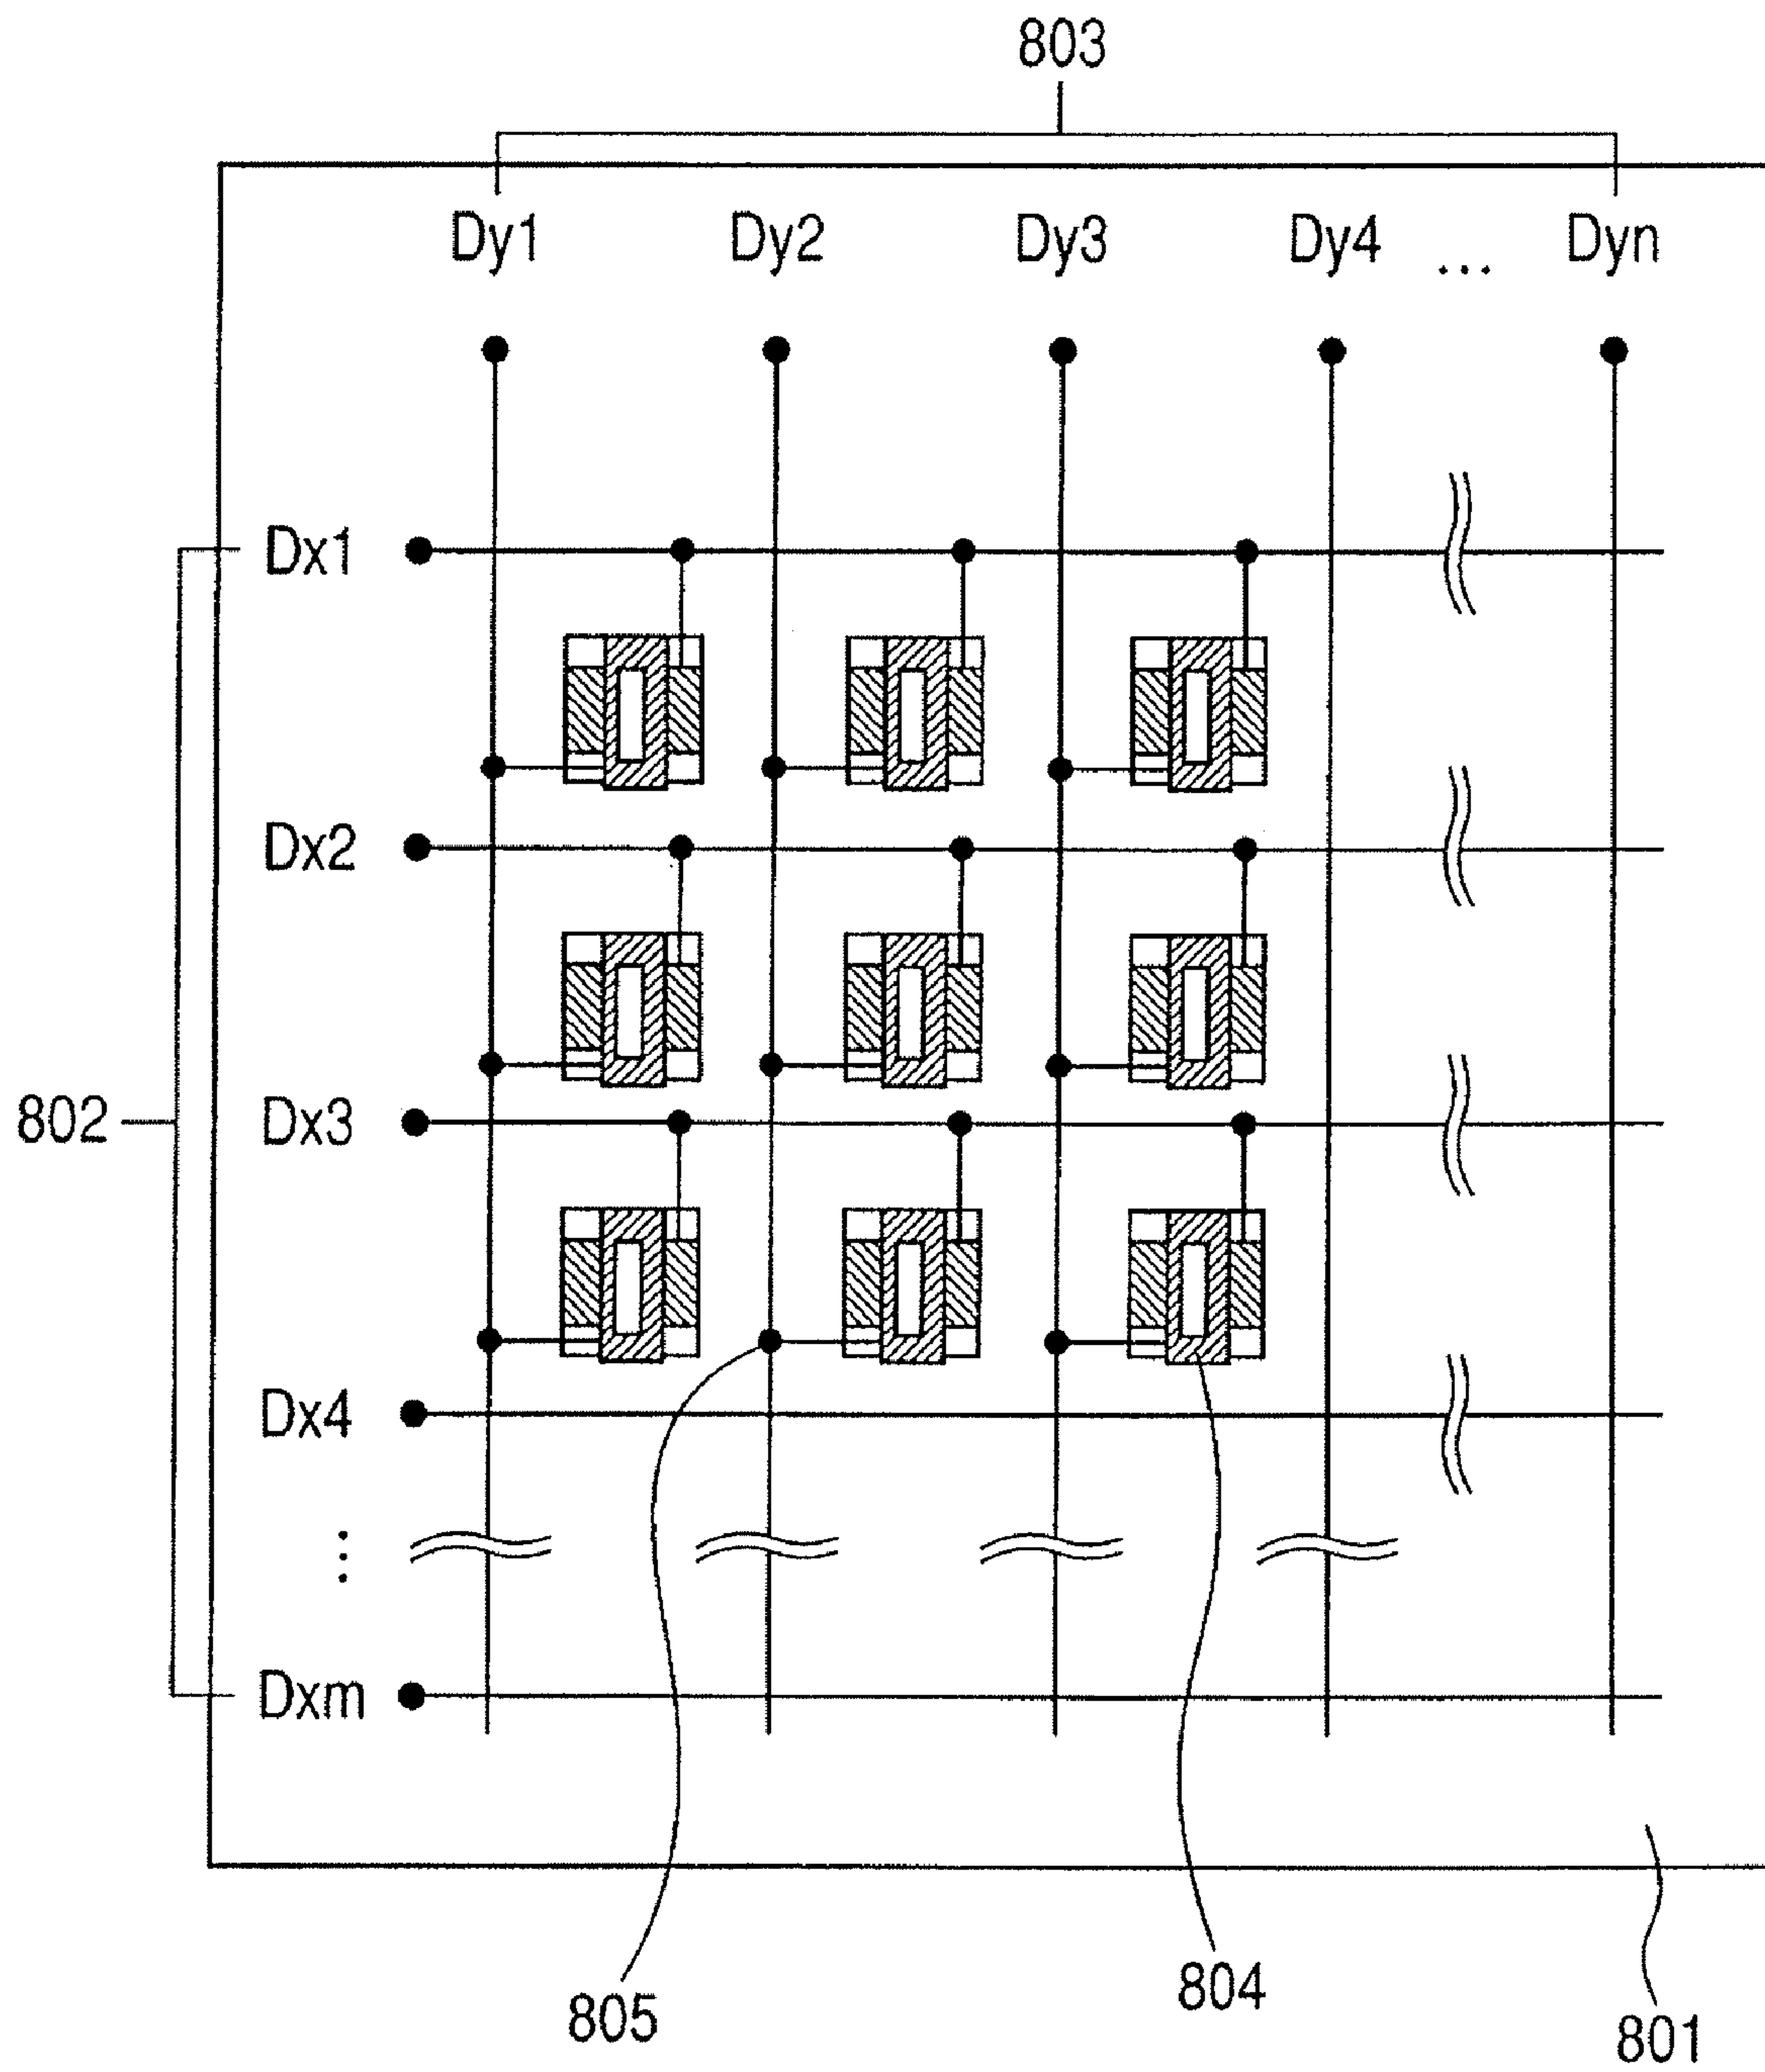 803
Dy1 Dy2 Dy3 Dy4 ... Dyn
Dx1
Dx2
802
Dx3
Dx4
⋮
Dxm
805
804
801